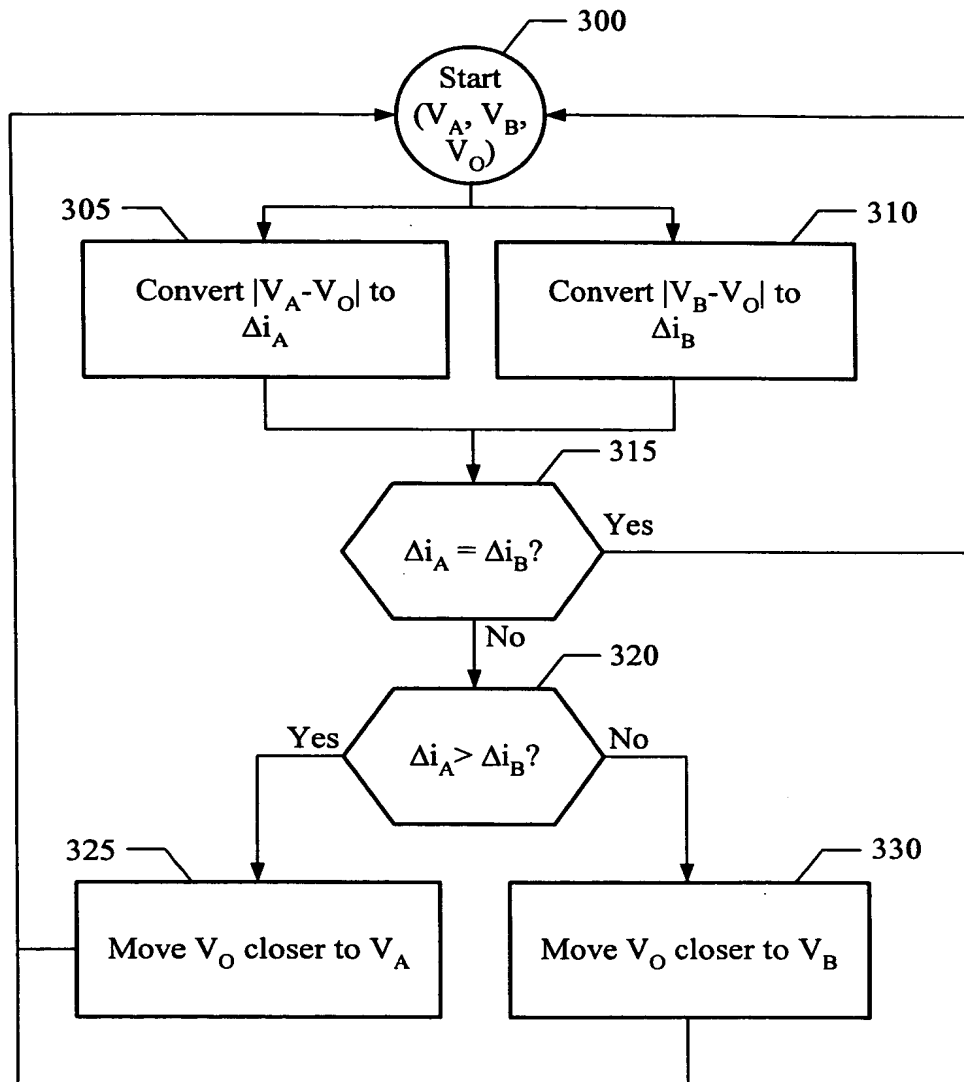 300
Start
(V_A, V_B,
V_O)
305
310
Convert |V_A-V_O| to
Δi_A
Convert |V_B-V_O| to
Δi_B
315
Δi_A = Δi_B?
Yes
No
320
Yes
Δi_A> Δi_B?
No
325
330
Move V_O closer to V_A
Move V_O closer to V_B